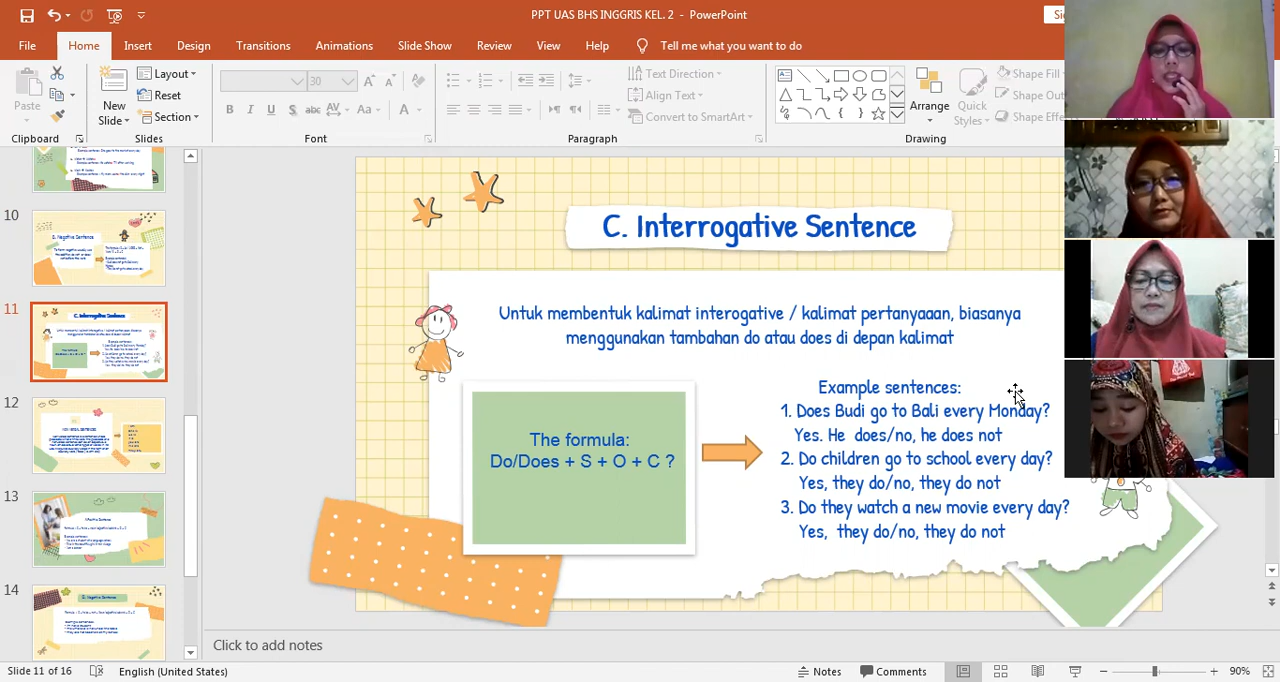 PPT UAS BHS INGGRIS KEL. 2 - PowerPoint
File Home Insert Design Transitions Animations Slide Show Review View Help Tell me what you want to do
Paste
New Slide
Layout
Reset
Section
30
Text Direction
Align Text
Convert to SmartArt
Arrange
Quick Styles
Shape Fill
Shape
Shape
Clipboard Slides Font Paragraph Drawing
10
11
12
13
14
C. Interrogative Sentence
Untuk membentuk kalimat interogative / kalimat pertanyaaan, biasanya
menggunakan tambahan do atau does di depan kalimat
The formula:
Do/Does + S + O + C ?
Example sentences:
1. Does Budi go to Bali every Monday?
Yes. He does/no, he does not
2. Do children go to school every day?
Yes, they do/no, they do not
3. Do they watch a new movie every day?
Yes, they do/no, they do not
Click to add notes
Slide 11 of 16 English (United States) Notes Comments 90%